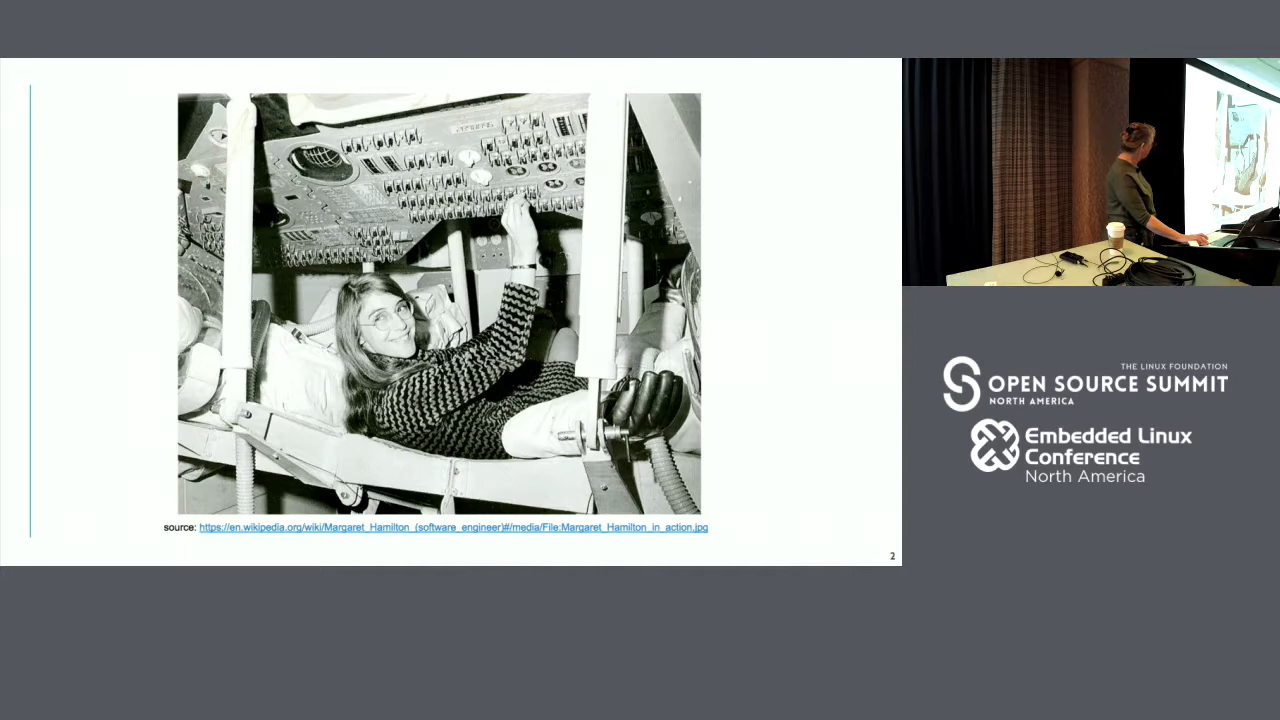 source: https://en.wikipedia.org/wiki/Margaret_Hamilton_(software_engineer)#/media/File:Margaret_Hamilton_in_action.jpg
2
THE LINUX FOUNDATION
OPEN SOURCE SUMMIT
NORTH AMERICA
Embedded Linux
Conference
North America